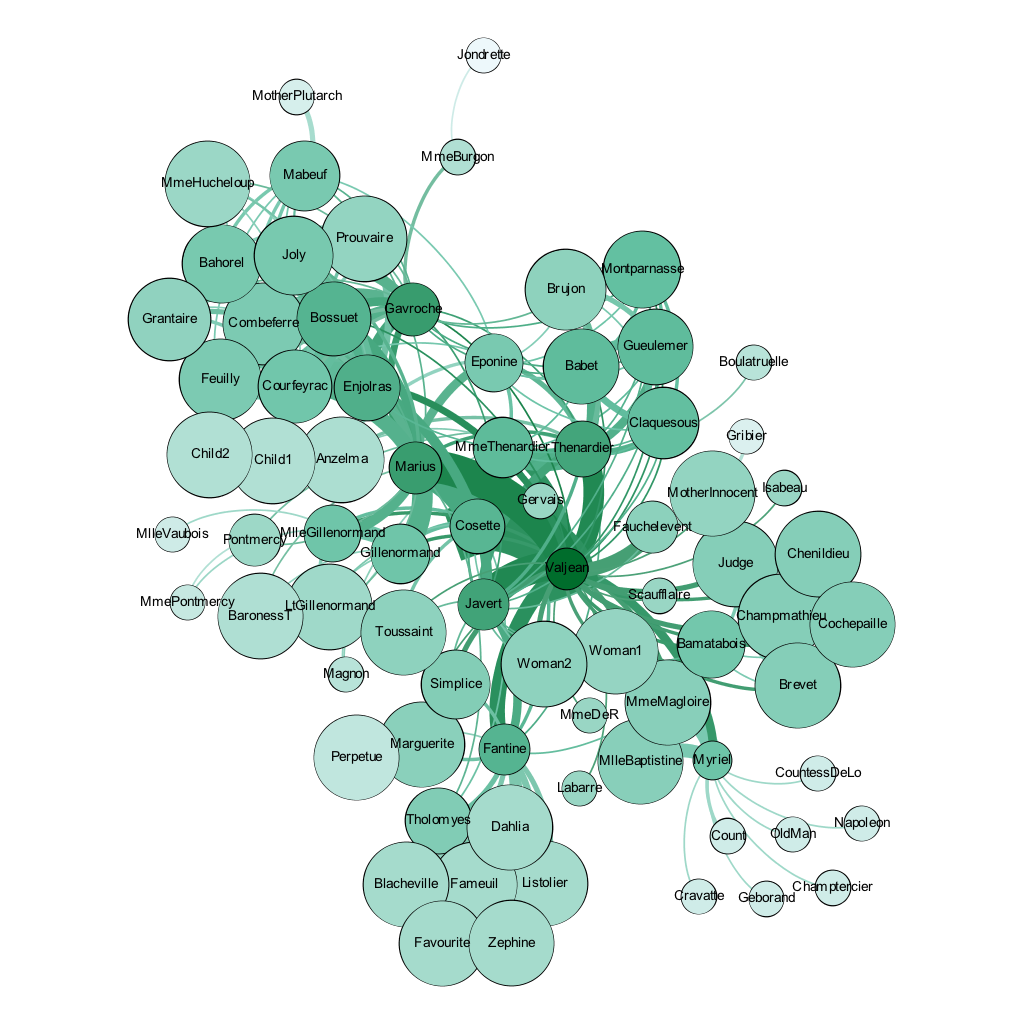 Jondrette
MotherPlutarch
MmeBurgon
MmeHucheloup
Mabeuf
Prouvaire
Joly
Bahorel
Montparnasse
Brujon
Gavroche
Grantaire
Combeferre
Bossuet
Gueulemer
Eponine
Babet
Boulatruelle
Feuilly
Courfeyrac
Enjolras
Claquesous
Gribier
MmeThenardier
Thenardier
Child2
Child1
Anzelma
Marius
Isabeau
MotherInnocent
Gervais
Cosette
Fauchelevent
MlleVaubois
Pontmercy
MlleGillenormand
Gillenormand
Chenildieu
Judge
Valjean
Scaufflaire
MmePontmercy
LtGillenormand
Javert
BaronessT
Champmathieu
Cochepaille
Toussaint
Bamatabois
Woman1
Woman2
Magnon
Simplice
Brevet
MmeMagloire
MmeDeR
Marguerite
Fantine
Perpetue
MlleBaptistine
Myriel
CountessDeLo
Labarre
Tholomyes
Dahlia
Napoleon
Count
OldMan
Blacheville
Fameuil
Listolier
Champtercier
Cravatte
Geborand
Favourite
Zephine